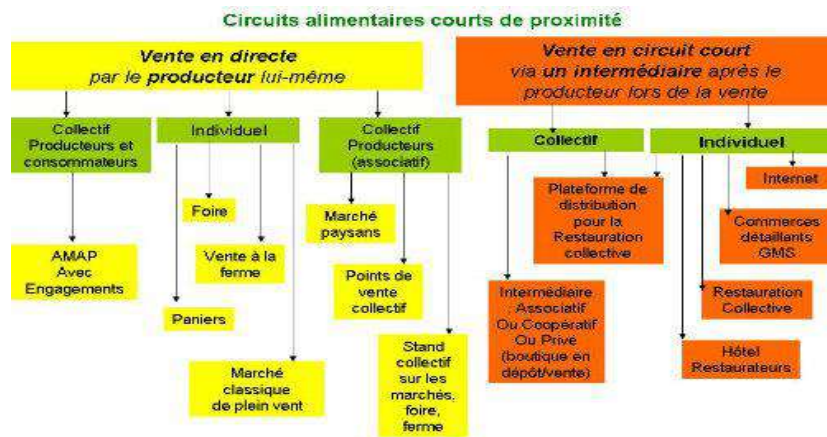 Circuits alimentaires courts de proximité
Vente en directe
par le producteur lui-même
Vente en circuit court
via un intermédiaire après le
producteur lors de la vente
Collectif
Producteurs et
consommateurs
Individuel
Collectif
Producteurs
(associatif)
Collectif
Individuel
AMAP
Avec
Engagements
Foire
Vente à la
ferme
Paniers
Marché
classique
de plein vent
Marché
paysans
Points de
vente
collectif
Stand
collectif
sur les
marchés,
foire,
ferme
Plateforme de
distribution
pour la
Restauration
collective
Intermédiaire
, Associatif
Ou Coopératif
Ou Privé
(boutique en
dépôt/vente)
Internet
Commerces
détaillants
GMS
Restauration
Collective
Hôtel
Restaurateurs